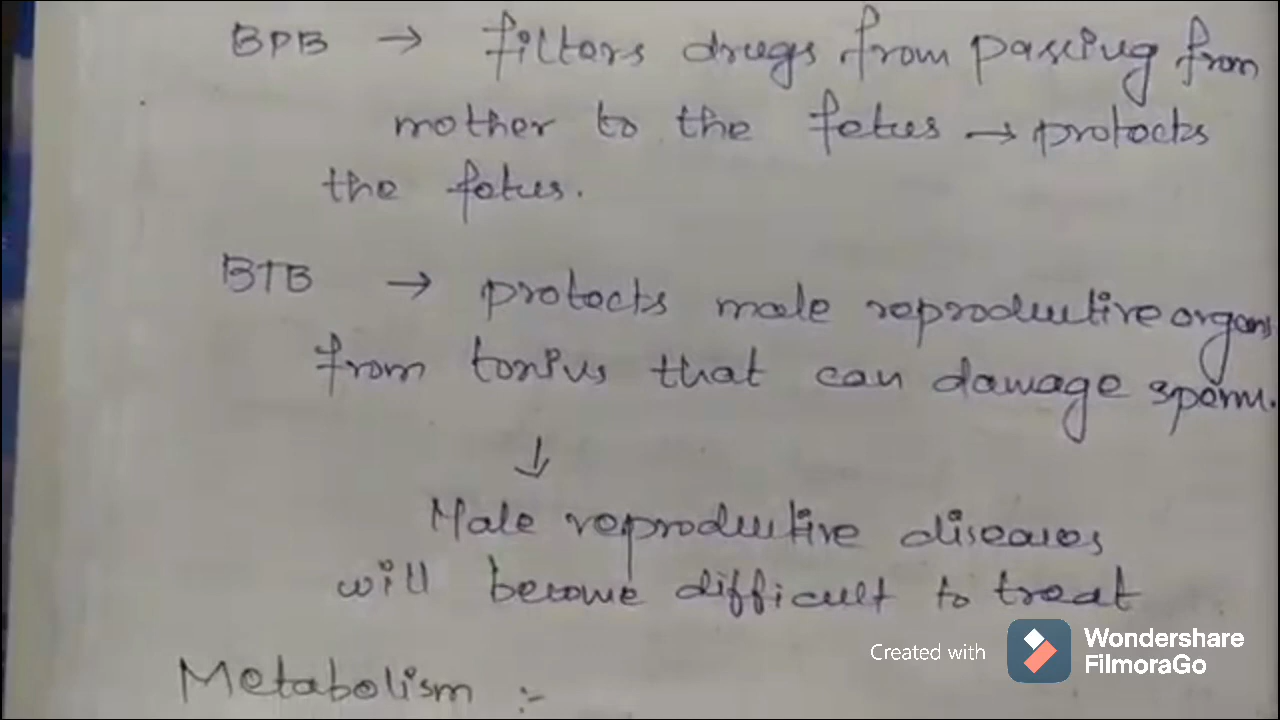 BPB → filters drugs from passing from
mother to the fetus → protects
the fetus.
BTB → protects male reproductive organs
from toxins that can damage sperm.
↓
Male reproductive diseases
will become difficult to treat
Metabolism :-
Created with Wondershare FilmoraGo